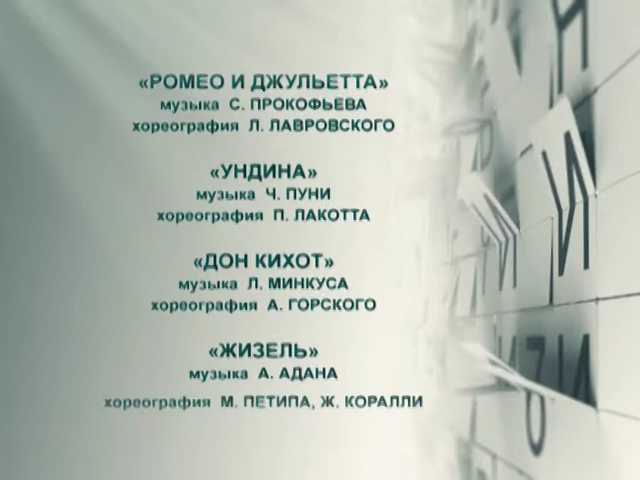 «РОМЕО И ДЖУЛЬЕТТА»
музыка С. ПРОКОФЬЕВА
хореография Л. ЛАВРОВСКОГО
«УНДИНА»
музыка Ч. ПУНИ
хореография П. ЛАКОТТА
«ДОН КИХОТ»
музыка Л. МИНКУСА
хореография А. ГОРСКОГО
«ЖИЗЕЛЬ»
музыка А. АДАНА
хореография М. ПЕТИПА, Ж. КОРАЛЛИ